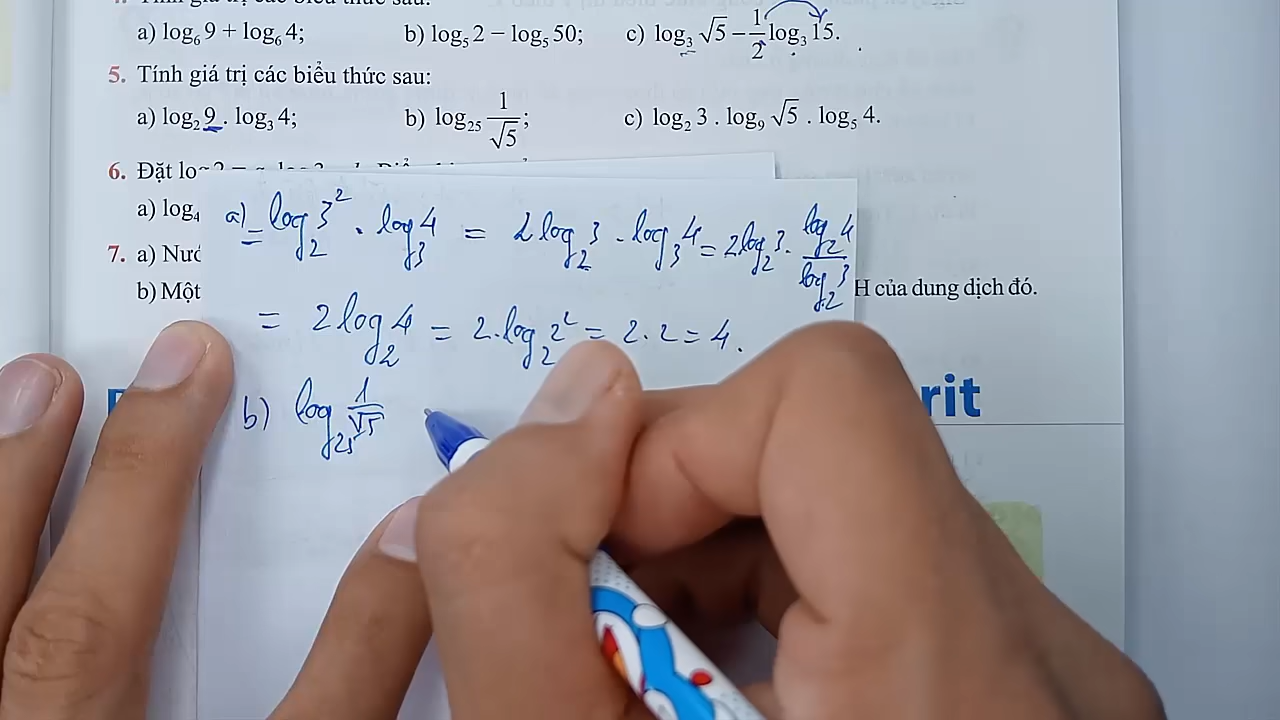 a) log₆ 9 + log₆ 4; b) log₅ 2 − log₅ 50; c) log₃ √5 − 1/2 log₃ 15.
5. Tính giá trị các biểu thức sau:
a) log₂ 9 . log₃ 4; b) log₂₅ 1/√5; c) log₂ 3 . log₉ √5 . log₅ 4.
6. Đặt
a) log₄
7. a)
b) Một H của dung dịch đó.
a) = log₂ 3² . log₃ 4 = 2 log₂ 3 . log₃ 4 = 2 log₂ 3 . log₂ 4 / log₂ 3
= 2 log₂ 4 = 2 . log₂ 2² = 2 . 2 = 4.
b) log₂₅ 1/√5
rit